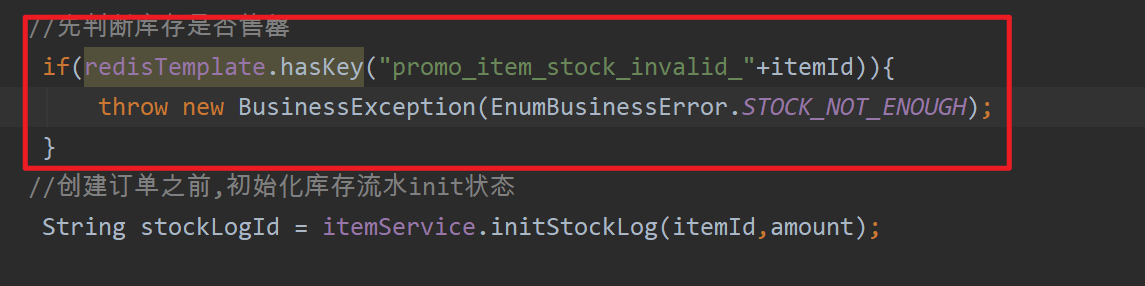 //先判断库存是否售罄
if(redisTemplate.hasKey("promo_item_stock_invalid_"+itemId)){
throw new BusinessException(EnumBusinessError.STOCK_NOT_ENOUGH);
}
//创建订单之前,初始化库存流水init状态
String stockLogId = itemService.initStockLog(itemId,amount);